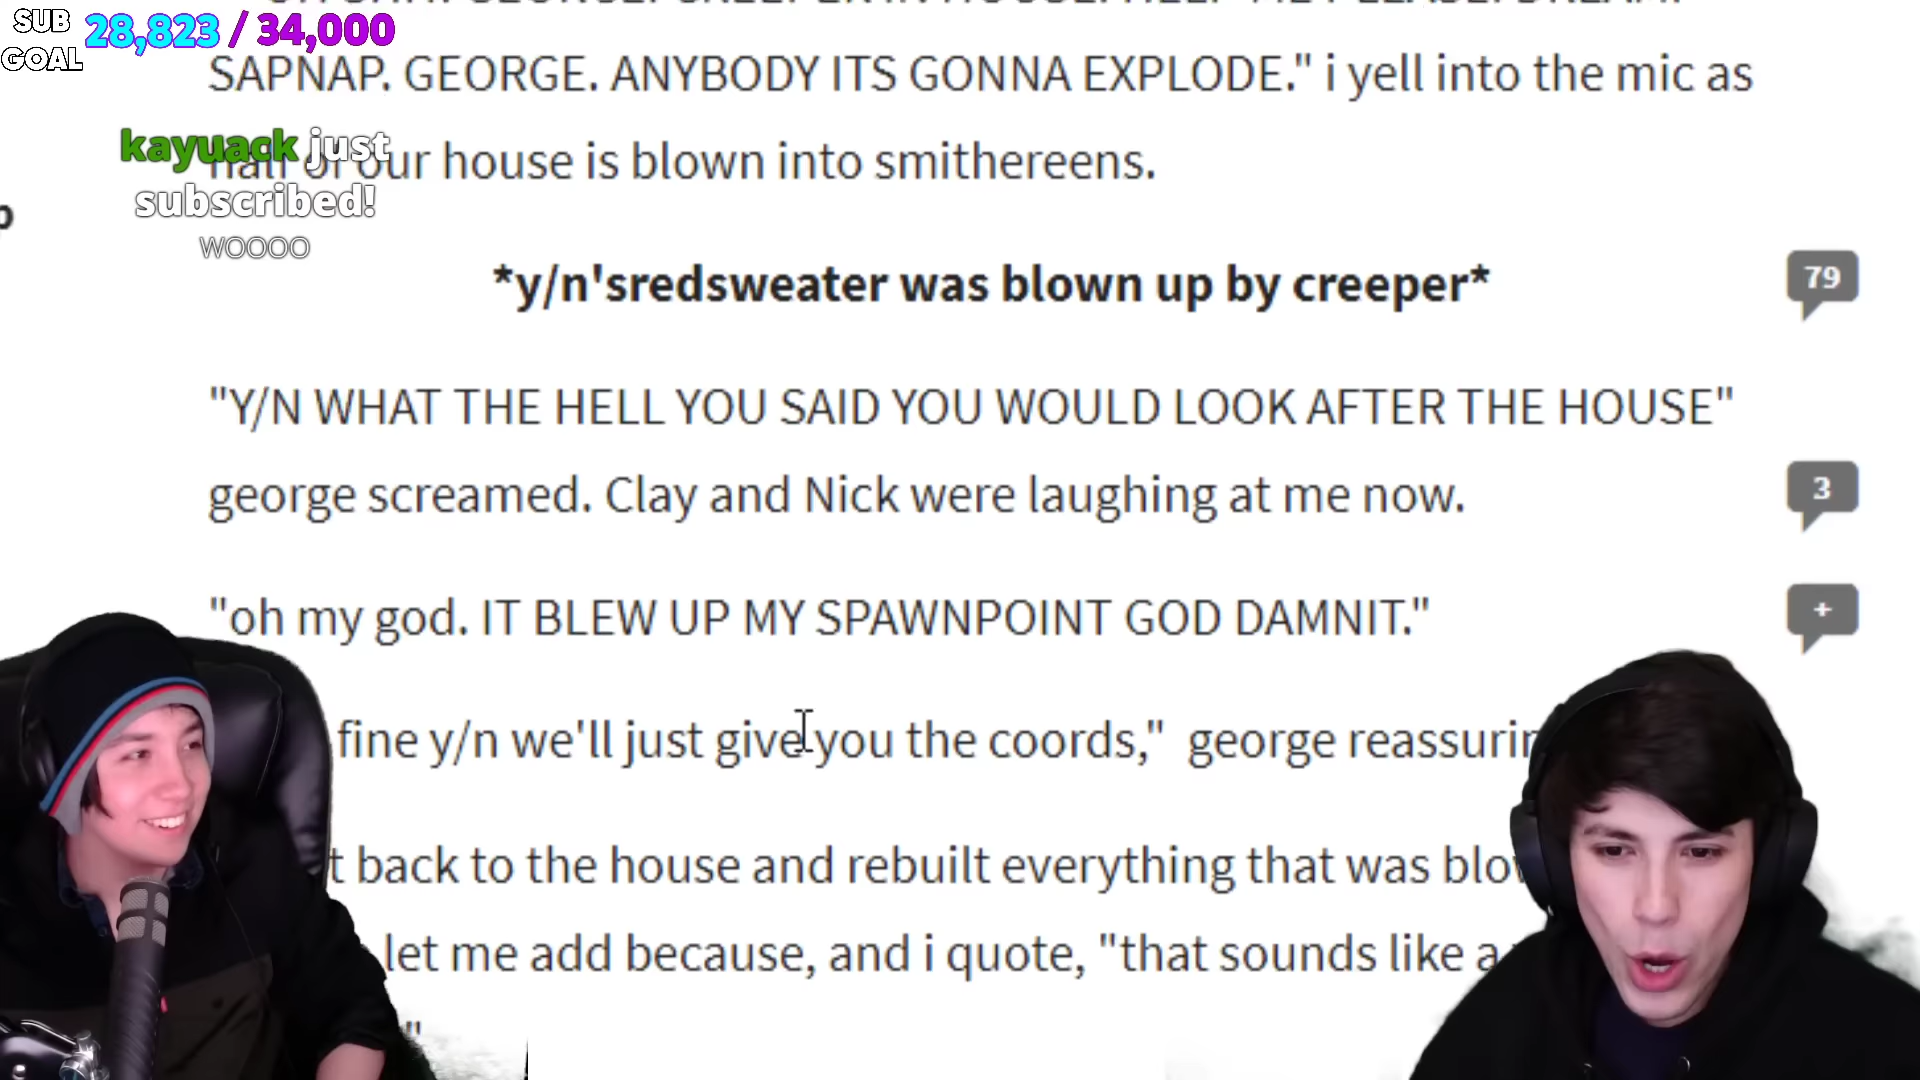 SUB
GOAL
28,823 / 34,000
SAPNAP. GEORGE. ANYBODY ITS GONNA EXPLODE." i yell into the mic as
kayuack just
subscribed!
WOOOO
half of our house is blown into smithereens.
*y/n'sredsweater was blown up by creeper*
79
"Y/N WHAT THE HELL YOU SAID YOU WOULD LOOK AFTER THE HOUSE"
george screamed. Clay and Nick were laughing at me now.
3
"oh my god. IT BLEW UP MY SPAWNPOINT GOD DAMNIT."
+
fine y/n we'll just give you the coords," george
back to the house and rebuilt everything that was
let me add because, and i quote, "that sounds like a